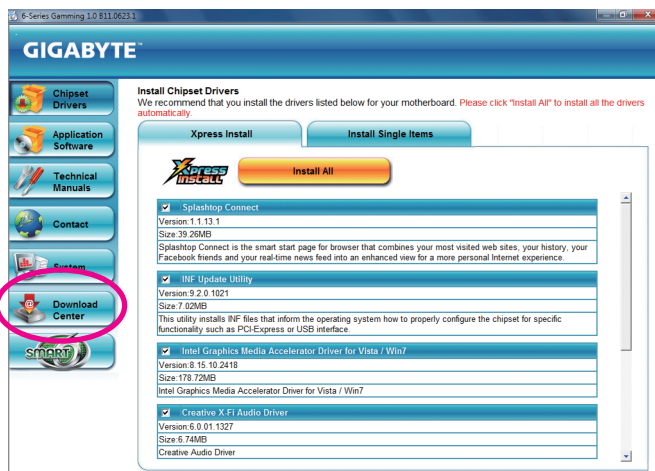 6-Series Gamming 1.0 B11.0623.1
GIGABYTE™
Chipset
Drivers
Application
Software
Technical
Manuals
Contact
System
Download
Center
SMART
Install Chipset Drivers
We recommend that you install the drivers listed below for your motherboard. Please click "Install All" to install all the drivers
automatically.
Xpress Install
Install Single Items
Xpress
INSTALL
Install All
Splashtop Connect
Version:1.1.13.1
Size:39.26MB
Splashtop Connect is the smart start page for browser that combines your most visited web sites, your history, your
Facebook friends and your real-time news feed into an enhanced view for a more personal Internet experience.
INF Update Utility
Version:9.2.0.1021
Size:7.02MB
This utility installs INF files that inform the operating system how to properly configure the chipset for specific
functionality such as PCI-Express or USB interface.
Intel Graphics Media Accelerator Driver for Vista / Win7
Version:8.15.10.2418
Size:178.72MB
Intel Graphics Media Accelerator Driver for Vista / Win7
Creative X-Fi Audio Driver
Version:6.0.01.1327
Size:6.74MB
Creative Audio Driver